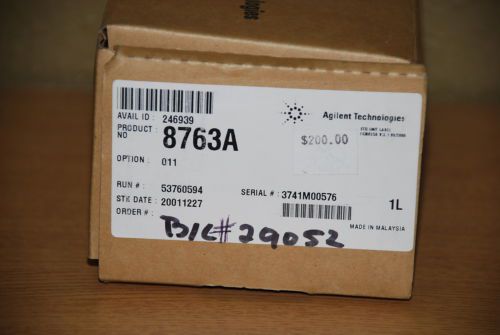 AVAIL ID : 246939
Agilent Technologies
PRODUCT NO : 8763A
$200.00
OPTION : 011
RUN # : 53760594
SERIAL # : 3741M00576
STK DATE : 20011227
1L
ORDER # :
MADE IN MALAYSIA
B/C# 29052